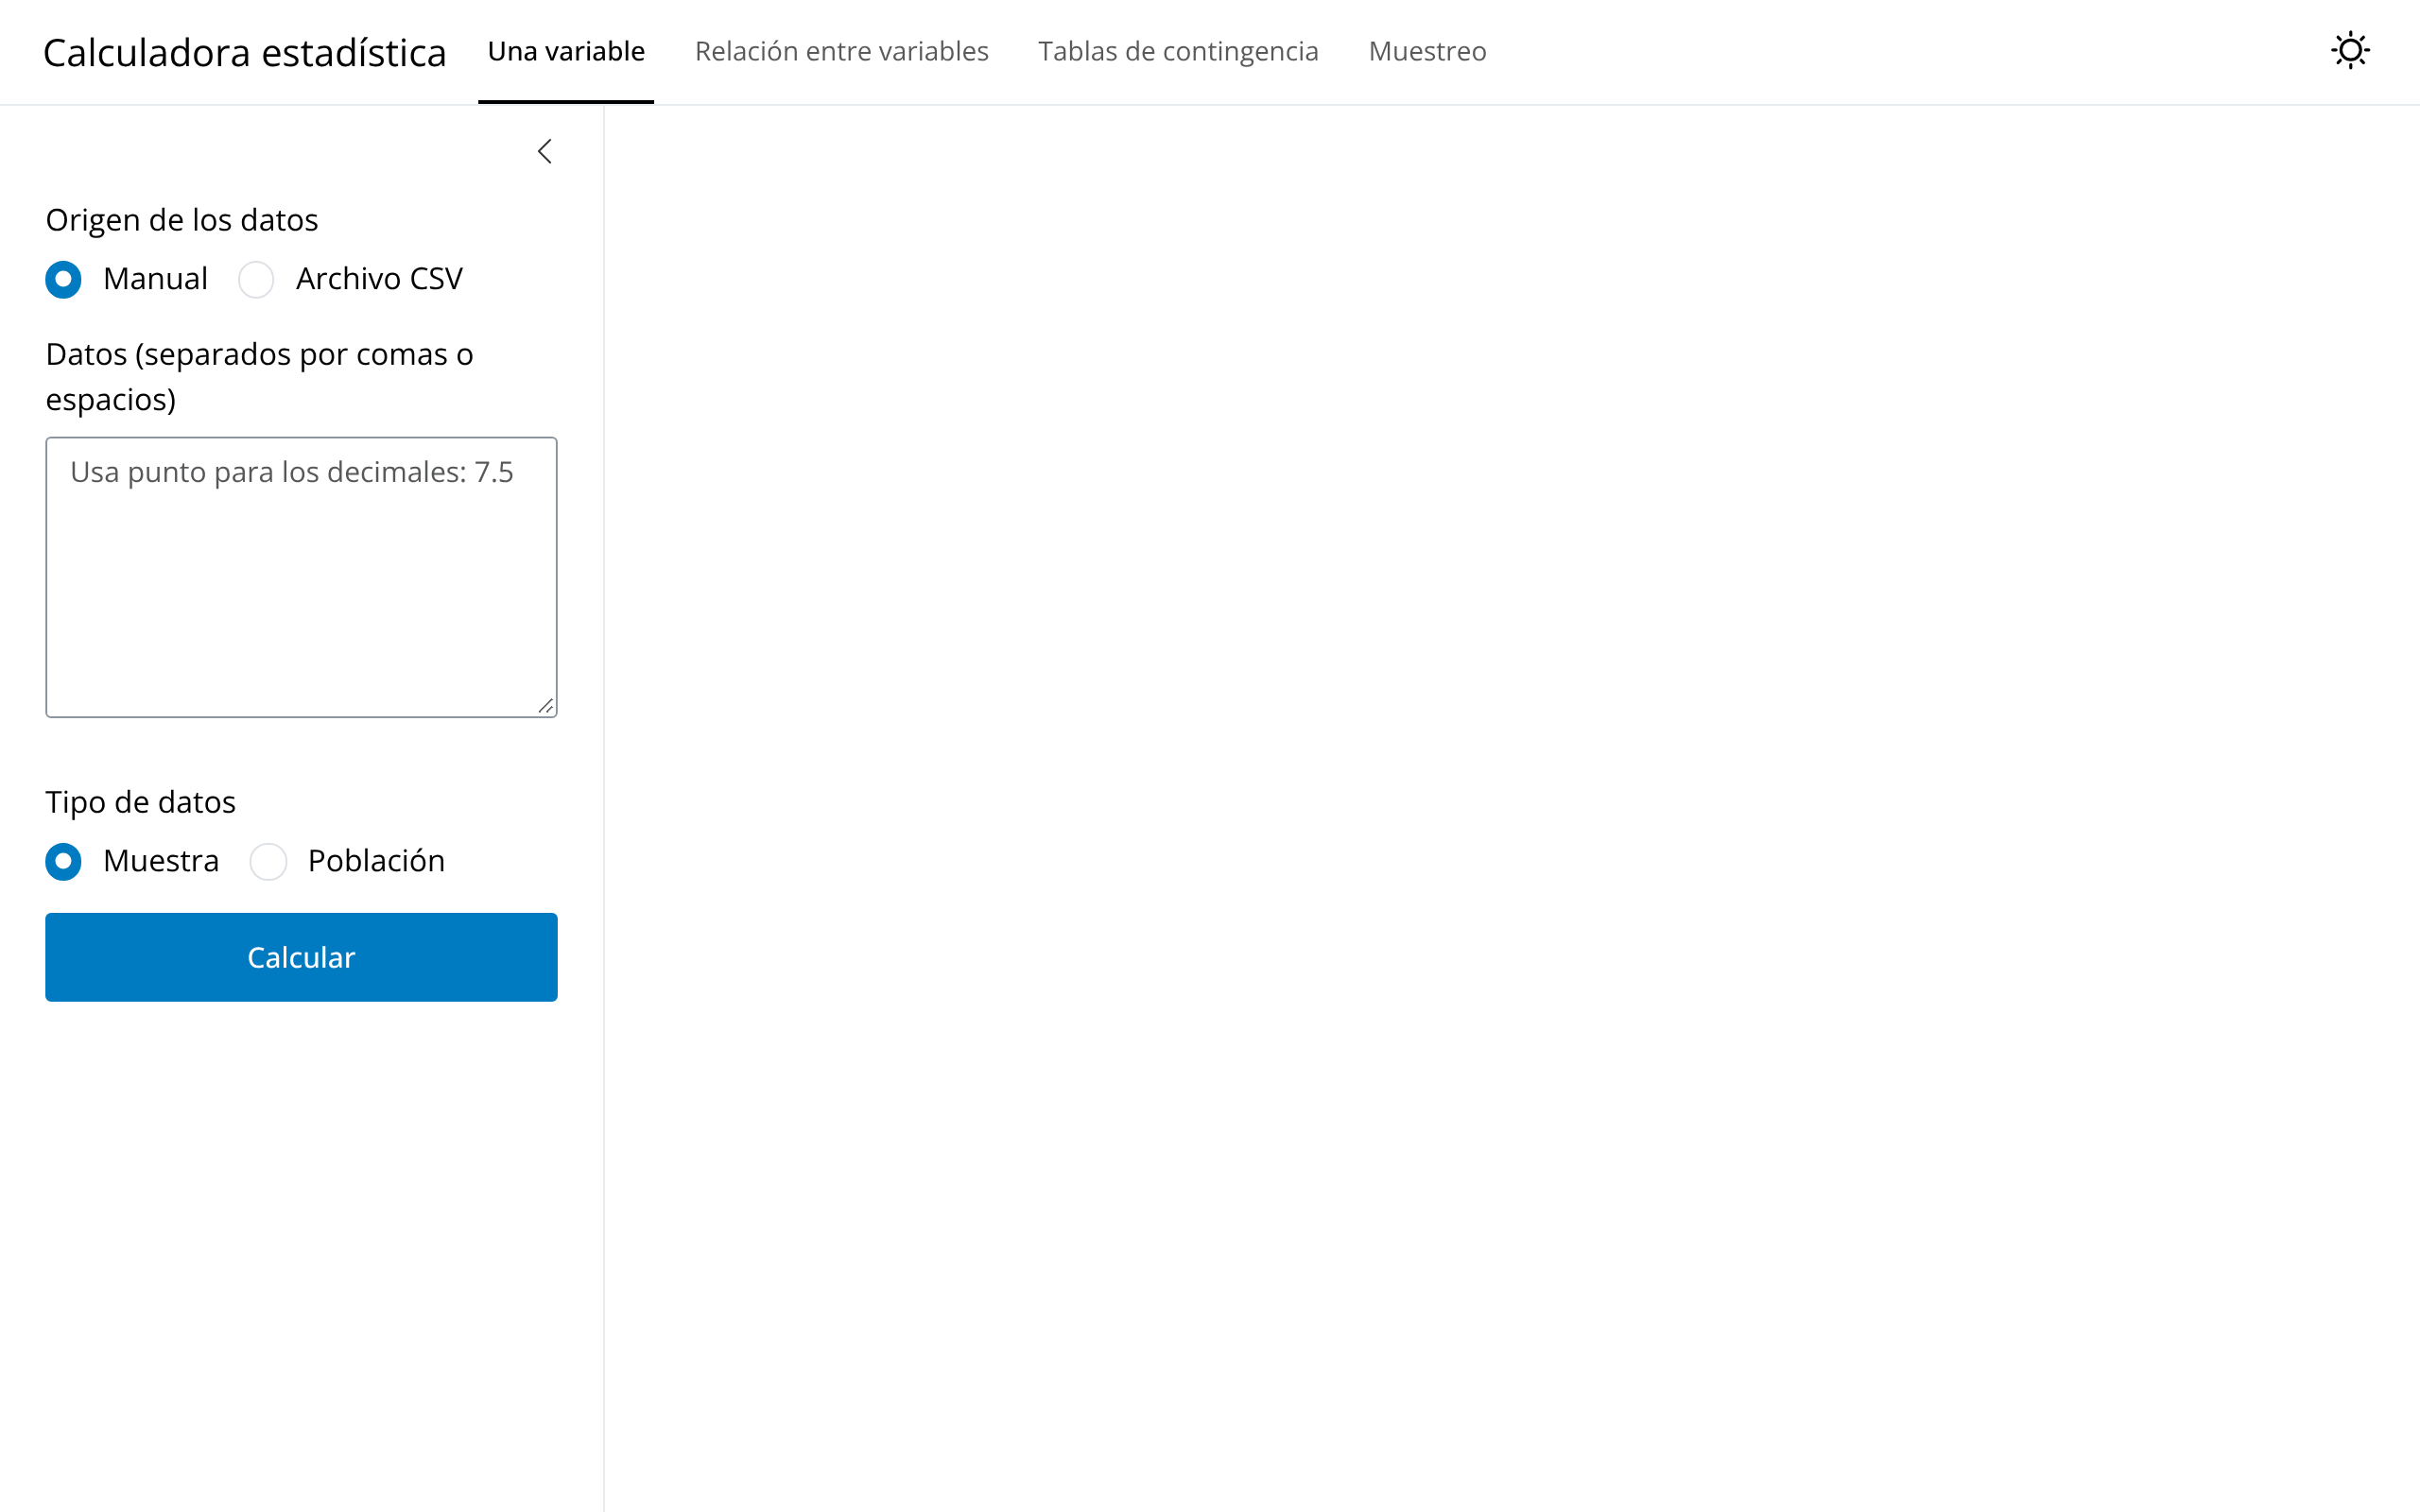 Calculadora estadística Una variable Relación entre variables Tablas de contingencia Muestreo
Origen de los datos
Manual Archivo CSV
Datos (separados por comas o
espacios)
Usa punto para los decimales: 7.5
Tipo de datos
Muestra Población
Calcular